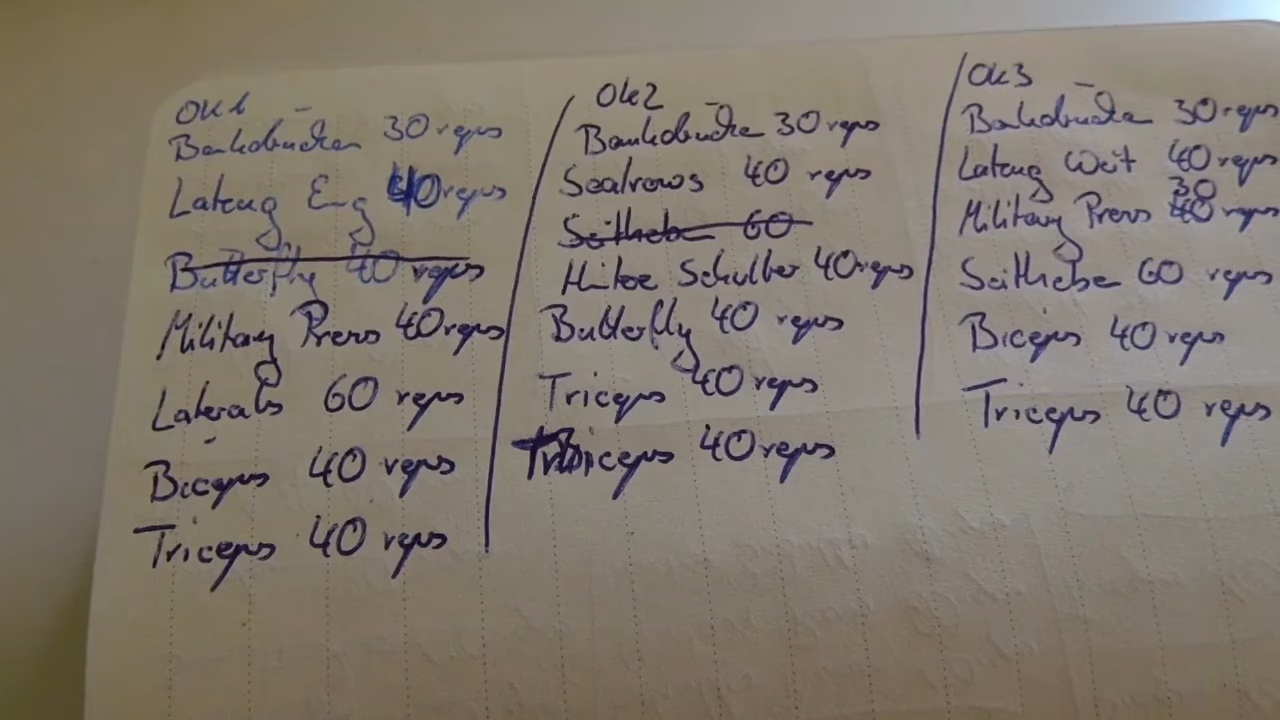 OK1
Bankdrücken 30 reps
Latzug Eng 40 reps
Butterfly 40 reps
Military Press 40 reps
Laterals 60 reps
Biceps 40 reps
Triceps 40 reps
OK2
Bankdrücken 30 reps
Seatrows 40 reps
Seitheben 60
Hintere Schulter 40 reps
Butterfly 40 reps
Triceps 40 reps
Biceps 40 reps
OK3
Bankdrücken 30 reps
Latzug Weit 40 reps
30
Military Press 40 reps
Seitheben 60 reps
Biceps 40 reps
Triceps 40 reps